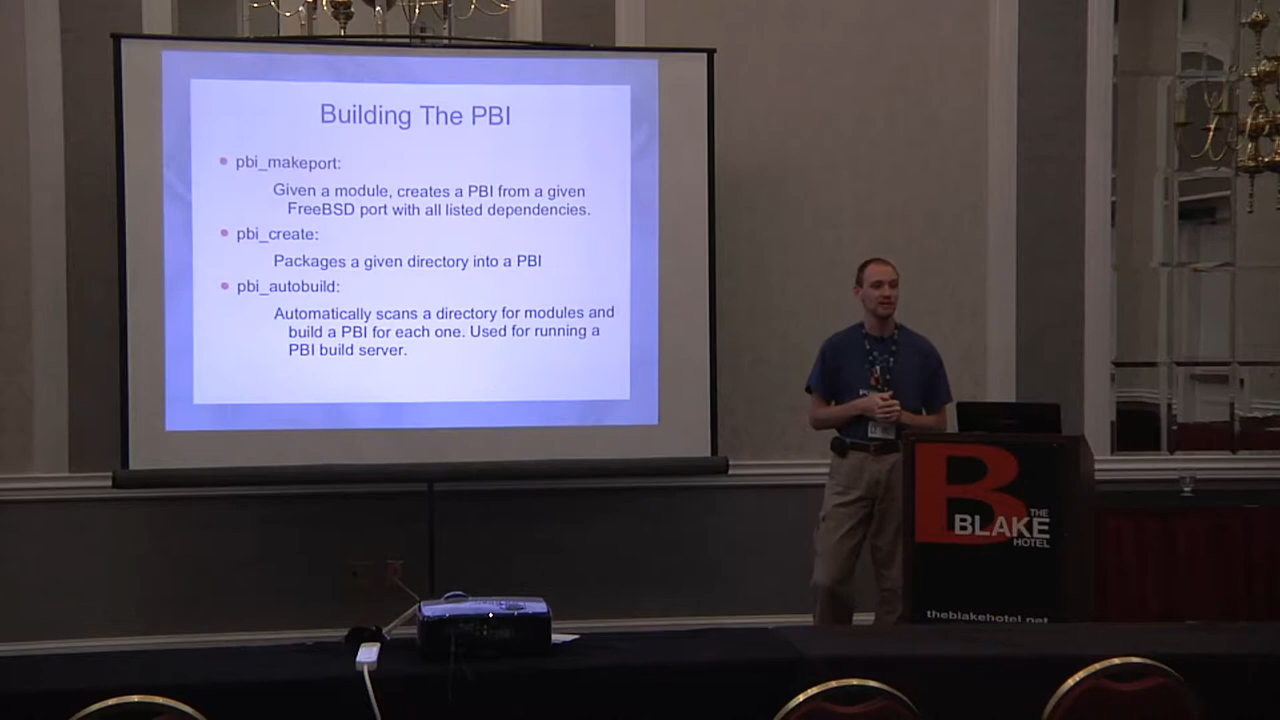 Building The PBI
pbi_makeport:
Given a module, creates a PBI from a given
FreeBSD port with all listed dependencies.
pbi_create:
Packages a given directory into a PBI
pbi_autobuild:
Automatically scans a directory for modules and
build a PBI for each one. Used for running a
PBI build server.
B
THE
BLAKE
HOTEL
theblakehotel.net